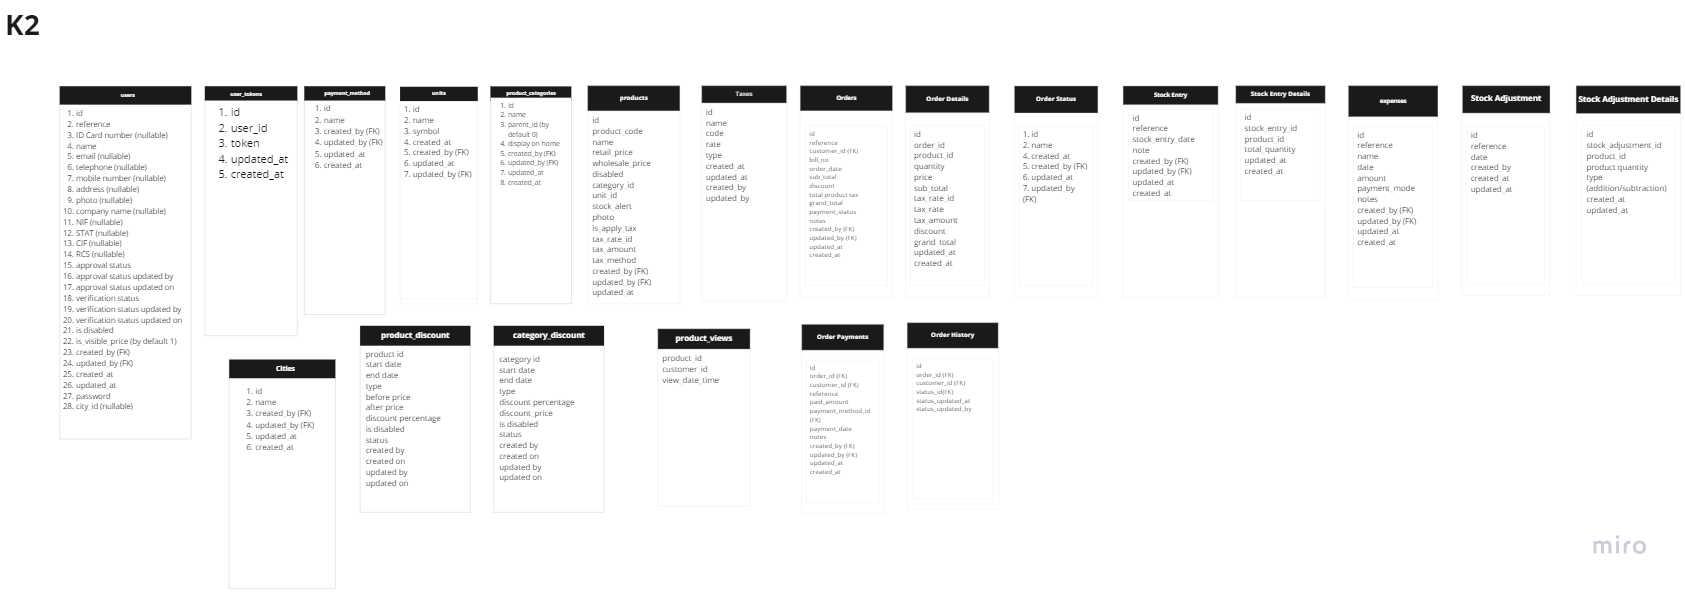 K2
users
1. id
2. reference
3. ID Card number (nullable)
4. name
5. email (nullable)
6. telephone (nullable)
7. mobile number (nullable)
8. address (nullable)
9. photo (nullable)
10. company name (nullable)
11. NIF (nullable)
12. STAT (nullable)
13. CIF (nullable)
14. RCS (nullable)
15. approval status
16. approval status updated by
17. approval status updated on
18. verification status
19. verification status updated by
20. verification status updated on
21. is disabled
22. is_visible_price (by default 1)
23. created_by (FK)
24. updated_by (FK)
25. created_at
26. updated_at
27. password
28. city_id (nullable)
user_tokens
1. id
2. user_id
3. token
4. updated_at
5. created_at
payment_method
1. id
2. name
3. created_by (FK)
4. updated_by (FK)
5. updated_at
6. created_at
units
1. id
2. name
3. symbol
4. created_at
5. created_by (FK)
6. updated_at
7. updated_by (FK)
product_categories
1. id
2. name
3. parent_id (by
default 0)
4. display on home
5. created_by (FK)
6. updated_by (FK)
7. updated_at
8. created_at
products
id
product_code
name
retail_price
wholesale_price
disabled
category_id
unit_id
stock_alert
photo
is_apply_tax
tax_rate_id
tax_amount
tax_method
created_by (FK)
updated_by (FK)
updated_at
Taxes
id
name
code
rate
type
created_at
updated_at
created_by
updated_by
Orders
id
reference
customer_id (FK)
bill_no
order_date
sub_total
discount
total product tax
grand_total
payment_status
notes
created_by (FK)
updated_by (FK)
updated_at
created_at
Order Details
id
order_id
product_id
quantity
price
sub_total
tax_rate_id
tax_rate
tax_amount
discount
grand_total
updated_at
created_at
Order Status
1. id
2. name
4. created_at
5. created_by (FK)
6. updated_at
7. updated_by
(FK)
Stock Entry
id
reference
stock_entry_date
note
created_by (FK)
updated_by (FK)
updated_at
created_at
Stock Entry Details
id
stock_entry_id
product_id
total_quantity
updated_at
created_at
expenses
id
reference
name
date
amount
payment_mode
notes
created_by (FK)
updated_by (FK)
updated_at
created_at
Stock Adjustment
id
reference
date
created_by
created_at
updated_at
Stock Adjustment Details
id
stock_adjustment_id
product_id
product quantity
type
(addition/subtraction)
created_at
updated_at
Cities
1. id
2. name
3. created_by (FK)
4. updated_by (FK)
5. updated_at
6. created_at
product_discount
product id
start date
end date
type
before price
after price
discount percentage
is disabled
status
created by
created on
updated by
updated on
category_discount
category id
start date
end date
type
discount percentage
discount_price
is disabled
status
created by
created on
updated by
updated on
product_views
product_id
customer_id
view_date_time
Order Payments
id
order_id (FK)
customer_id (FK)
reference
paid_amount
payment_method_id
(FK)
payment_date
notes
created_by (FK)
updated_by (FK)
updated_at
created_at
Order History
id
order_id (FK)
customer_id (FK)
status_id(FK)
status_updated_at
status_updated_by
miro